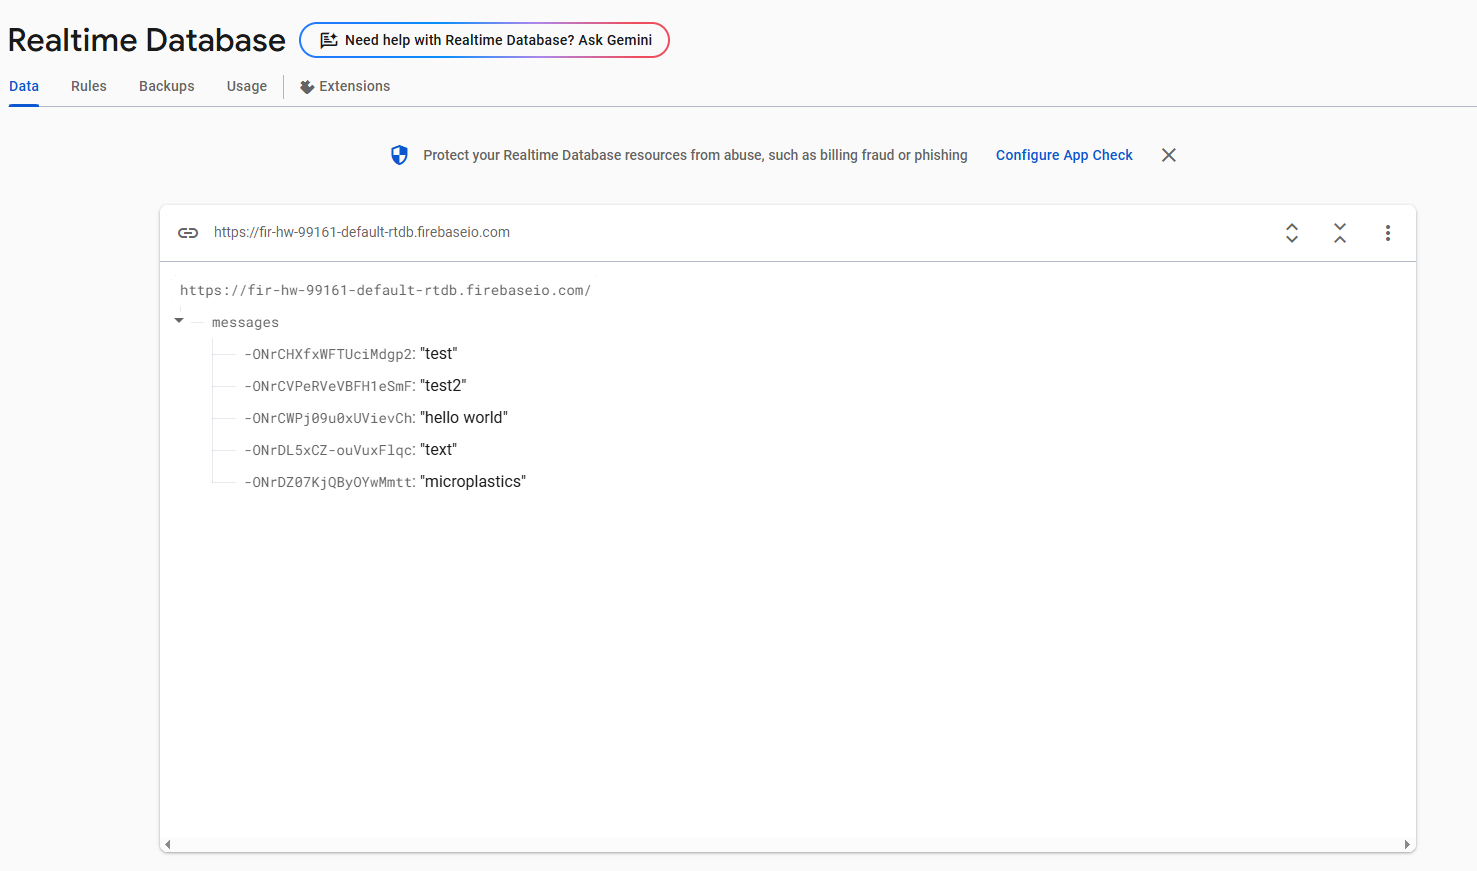 Realtime Database
Need help with Realtime Database? Ask Gemini
Data Rules Backups Usage Extensions
Protect your Realtime Database resources from abuse, such as billing fraud or phishing Configure App Check
https://fir-hw-99161-default-rtdb.firebaseio.com
https://fir-hw-99161-default-rtdb.firebaseio.com/
messages
-ONrCHXfxWFTUciMdgp2: "test"
-ONrCVPeRVeVBFH1eSmF: "test2"
-ONrCWPj09u0xUVievCh: "hello world"
-ONrDL5xCZ-ouVuxFlqc: "text"
-ONrDZ07KjQByOYwMmtt: "microplastics"